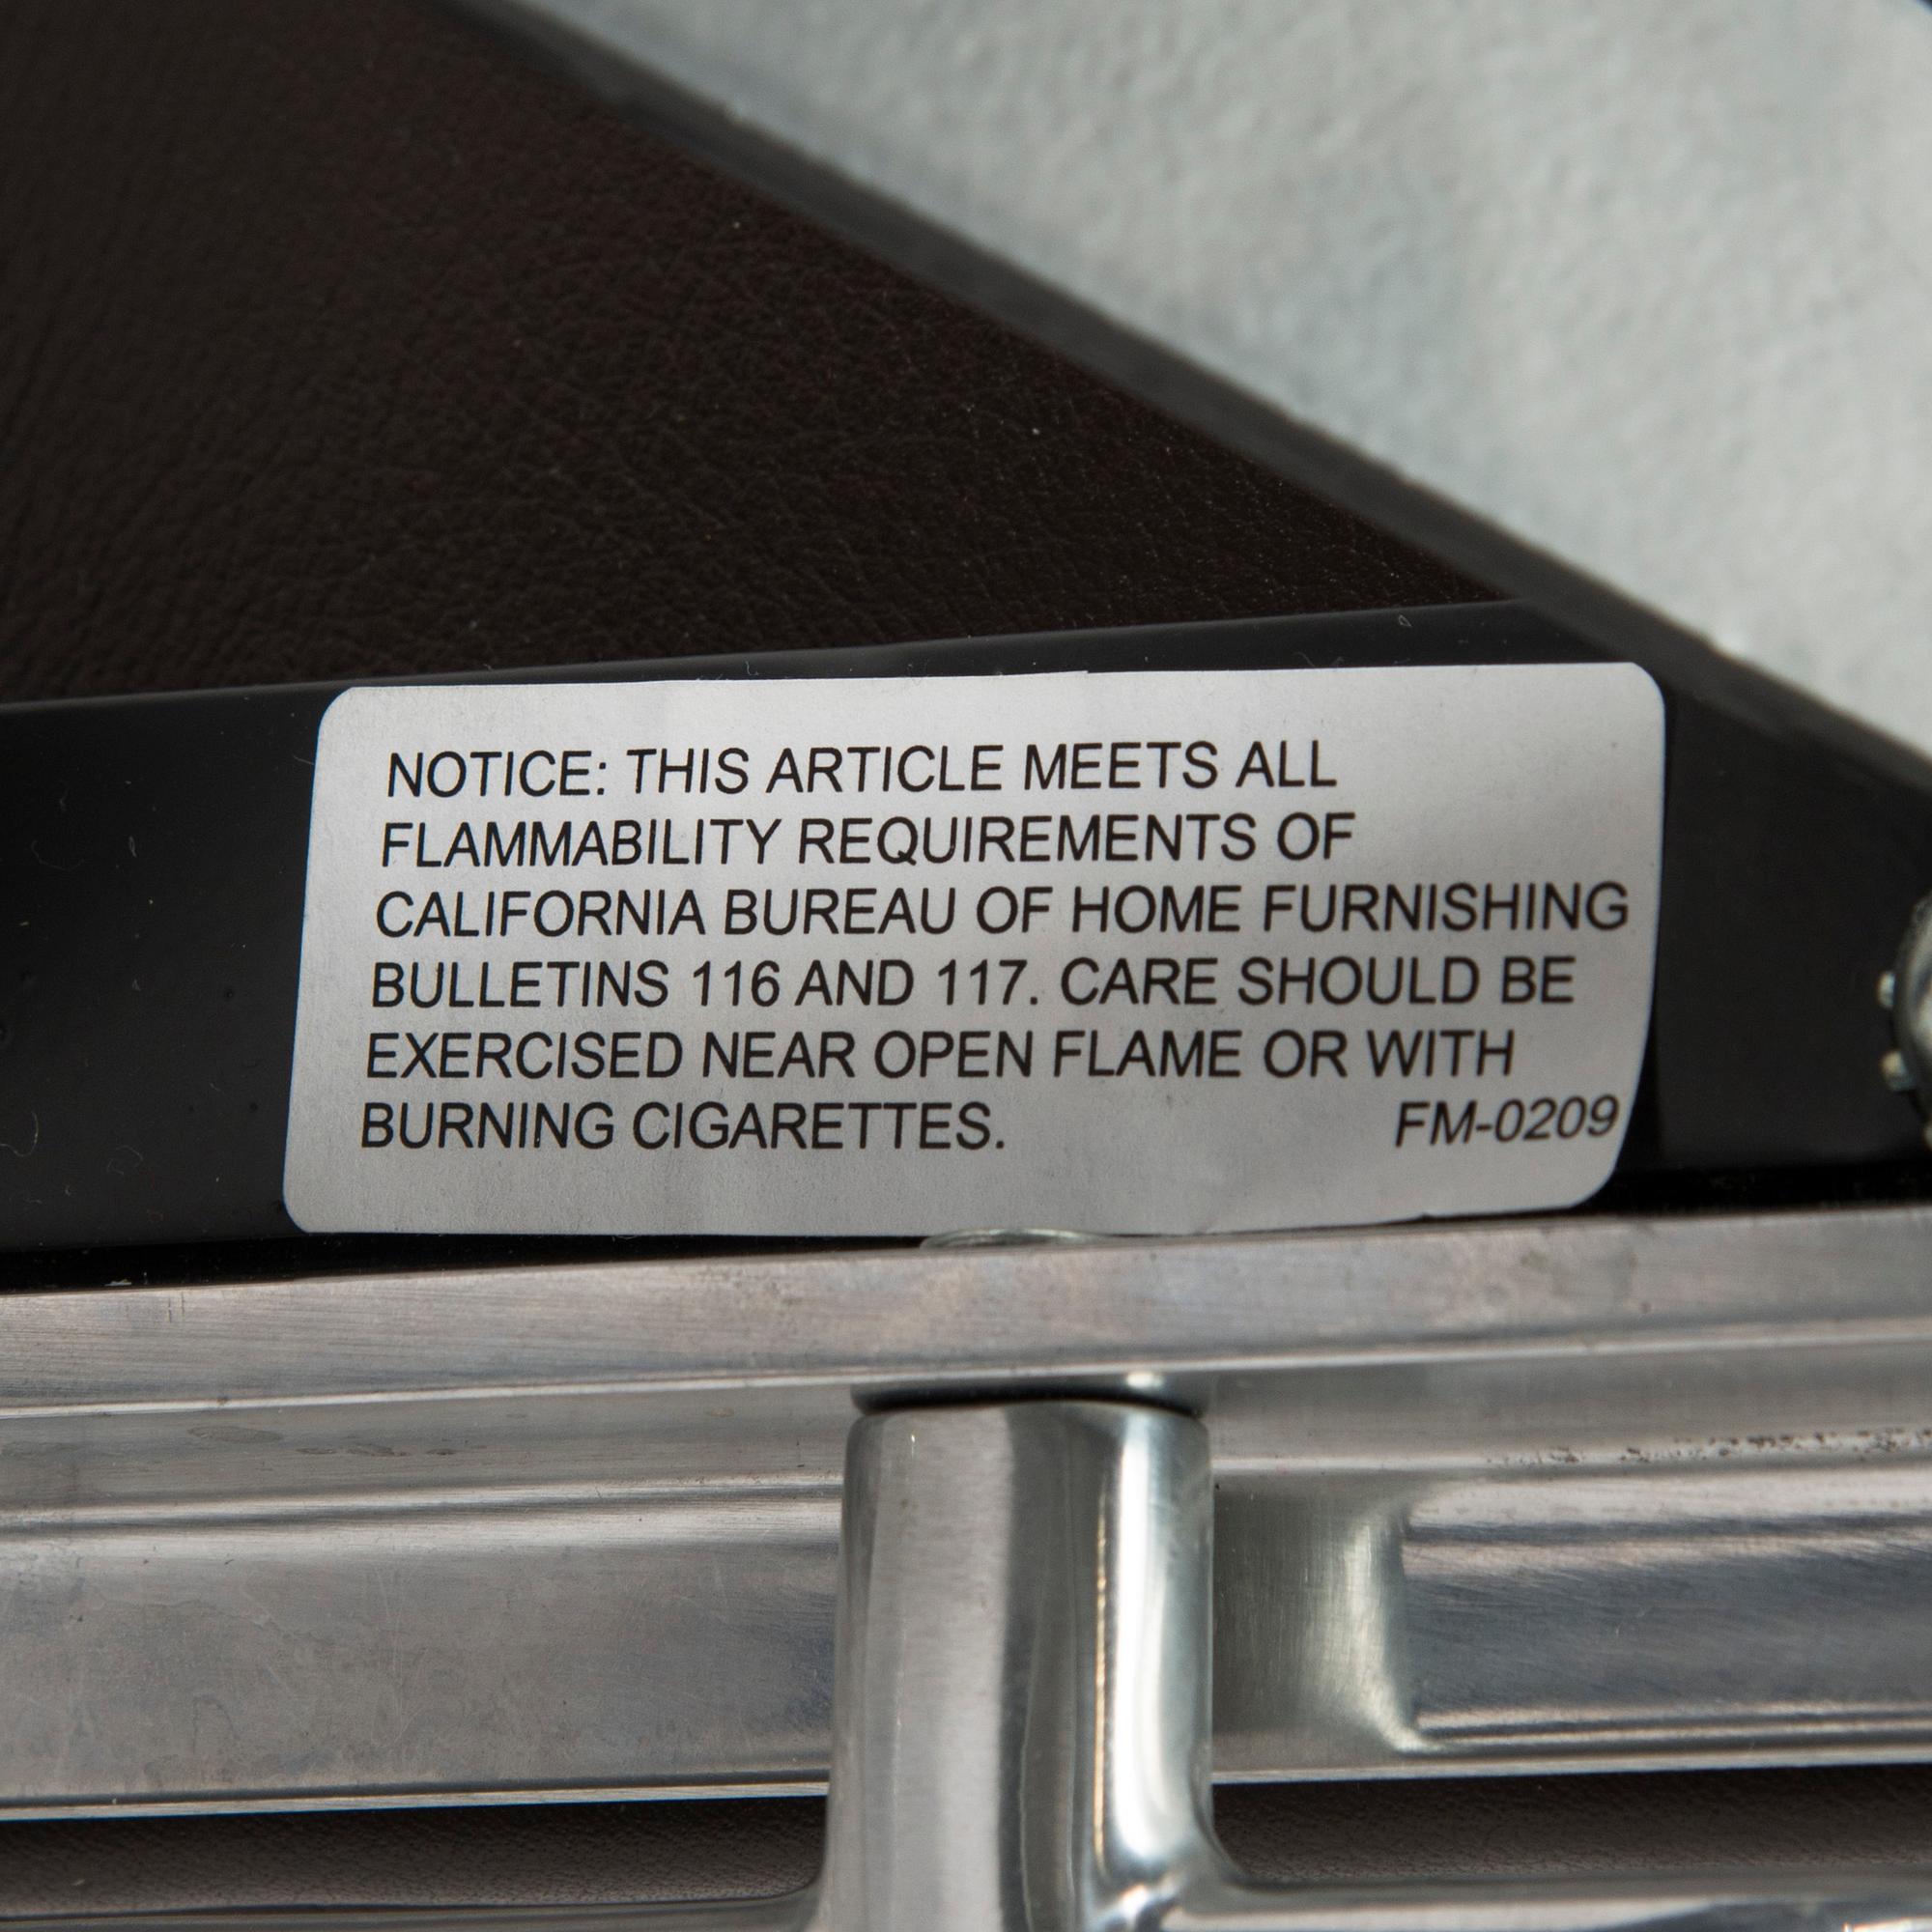 NOTICE: THIS ARTICLE MEETS ALL
FLAMMABILITY REQUIREMENTS OF
CALIFORNIA BUREAU OF HOME FURNISHING
BULLETINS 116 AND 117. CARE SHOULD BE
EXERCISED NEAR OPEN FLAME OR WITH
BURNING CIGARETTES. FM-0209